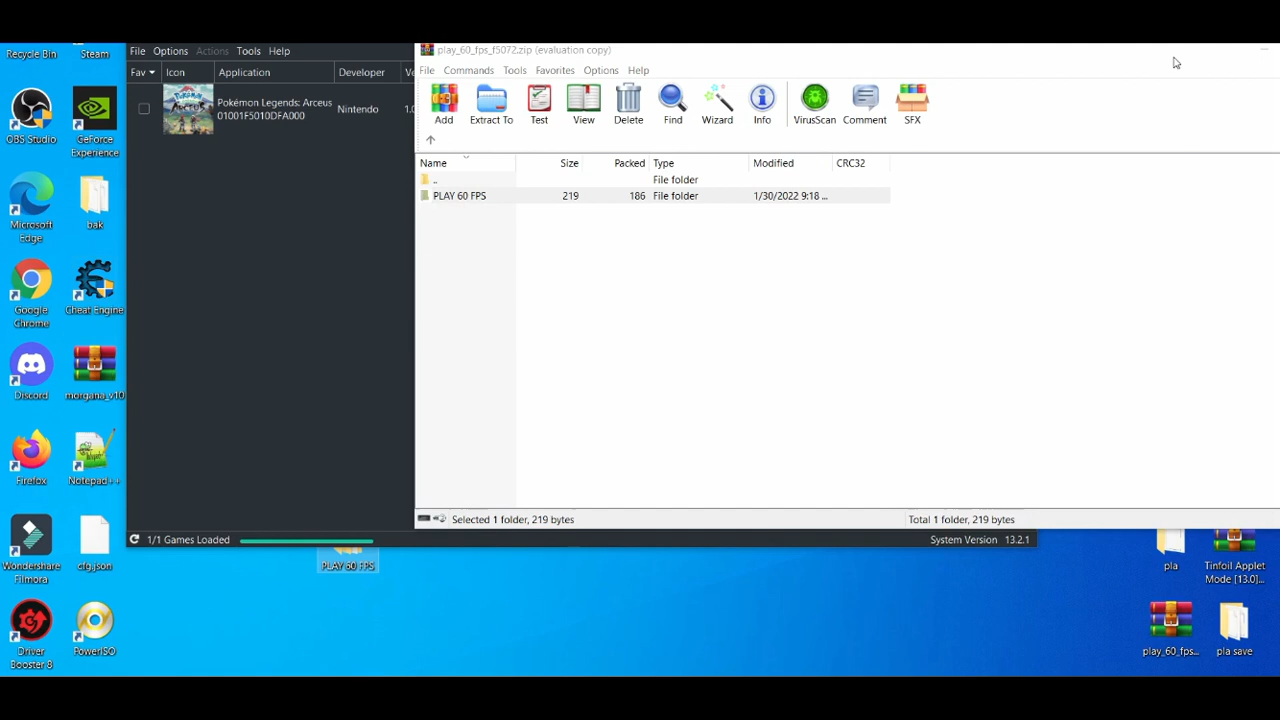 Recycle Bin
Steam
OBS Studio
GeForce
Experience
Microsoft
Edge
bak
Google
Chrome
Cheat Engine
Discord
morgana_v10
Firefox
Notepad++
Wondershare
Filmora
cfg.json
Driver
Booster 8
PowerISO
File Options Actions Tools Help
Fav Icon Application Developer Ve
Pokémon Legends: Arceus
01001F5010DFA000
Nintendo
1.0
1/1 Games Loaded
System Version 13.2.1
PLAY 60 FPS
play_60_fps_f5072.zip (evaluation copy)
File Commands Tools Favorites Options Help
Add Extract To Test View Delete Find Wizard Info VirusScan Comment SFX
Name Size Packed Type Modified CRC32
.. File folder
PLAY 60 FPS 219 186 File folder 1/30/2022 9:18 ...
Selected 1 folder, 219 bytes
Total 1 folder, 219 bytes
pla
Tinfoil Applet
Mode [13.0]...
play_60_fps...
pla save